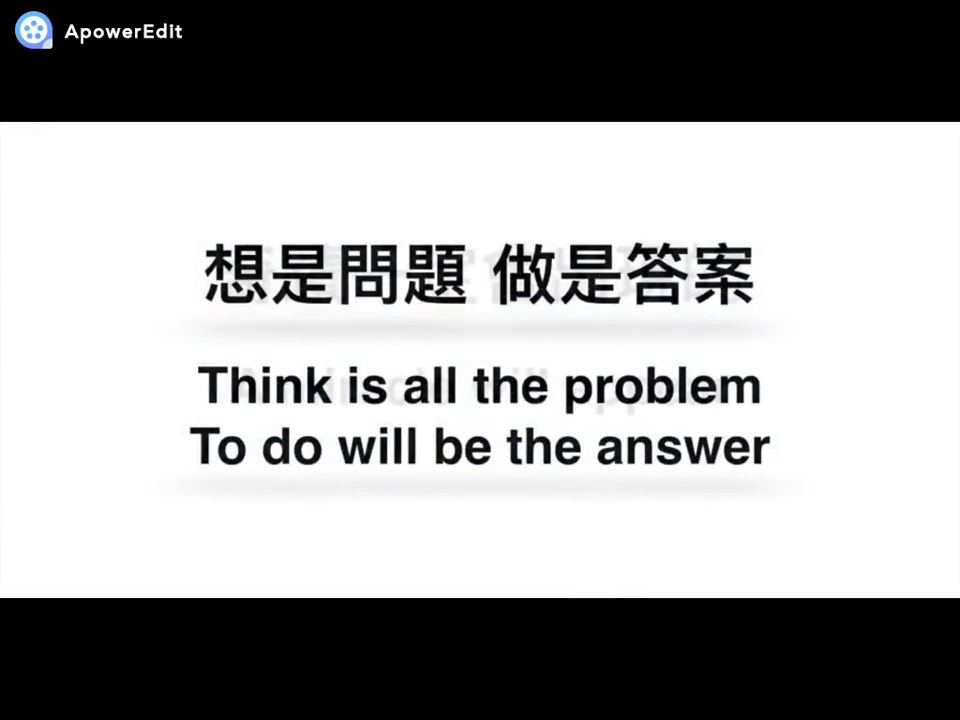 ApowerEdit
想是問題 做是答案
Think is all the problem
To do will be the answer